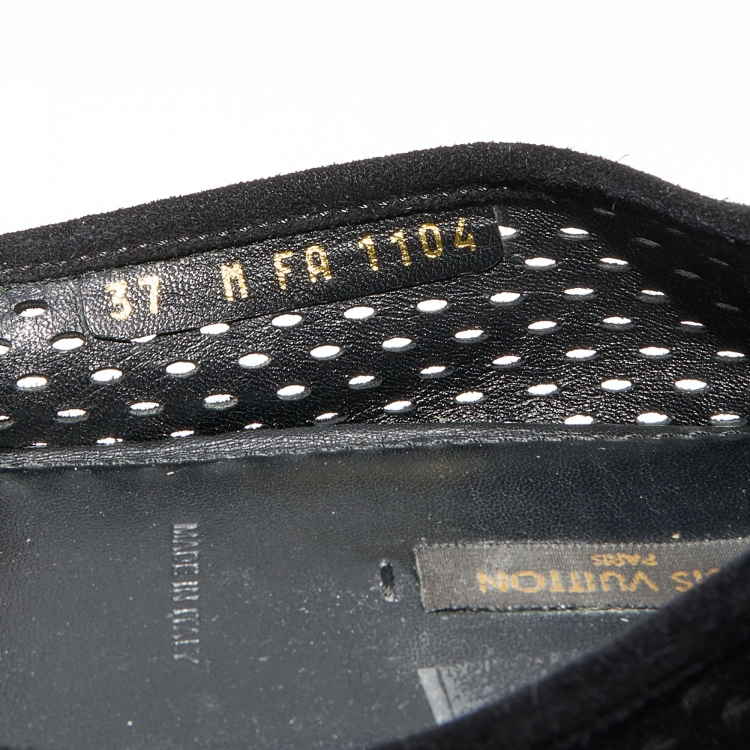 37 M FA 1104
MADE IN ITALY
VUITTON
PARIS